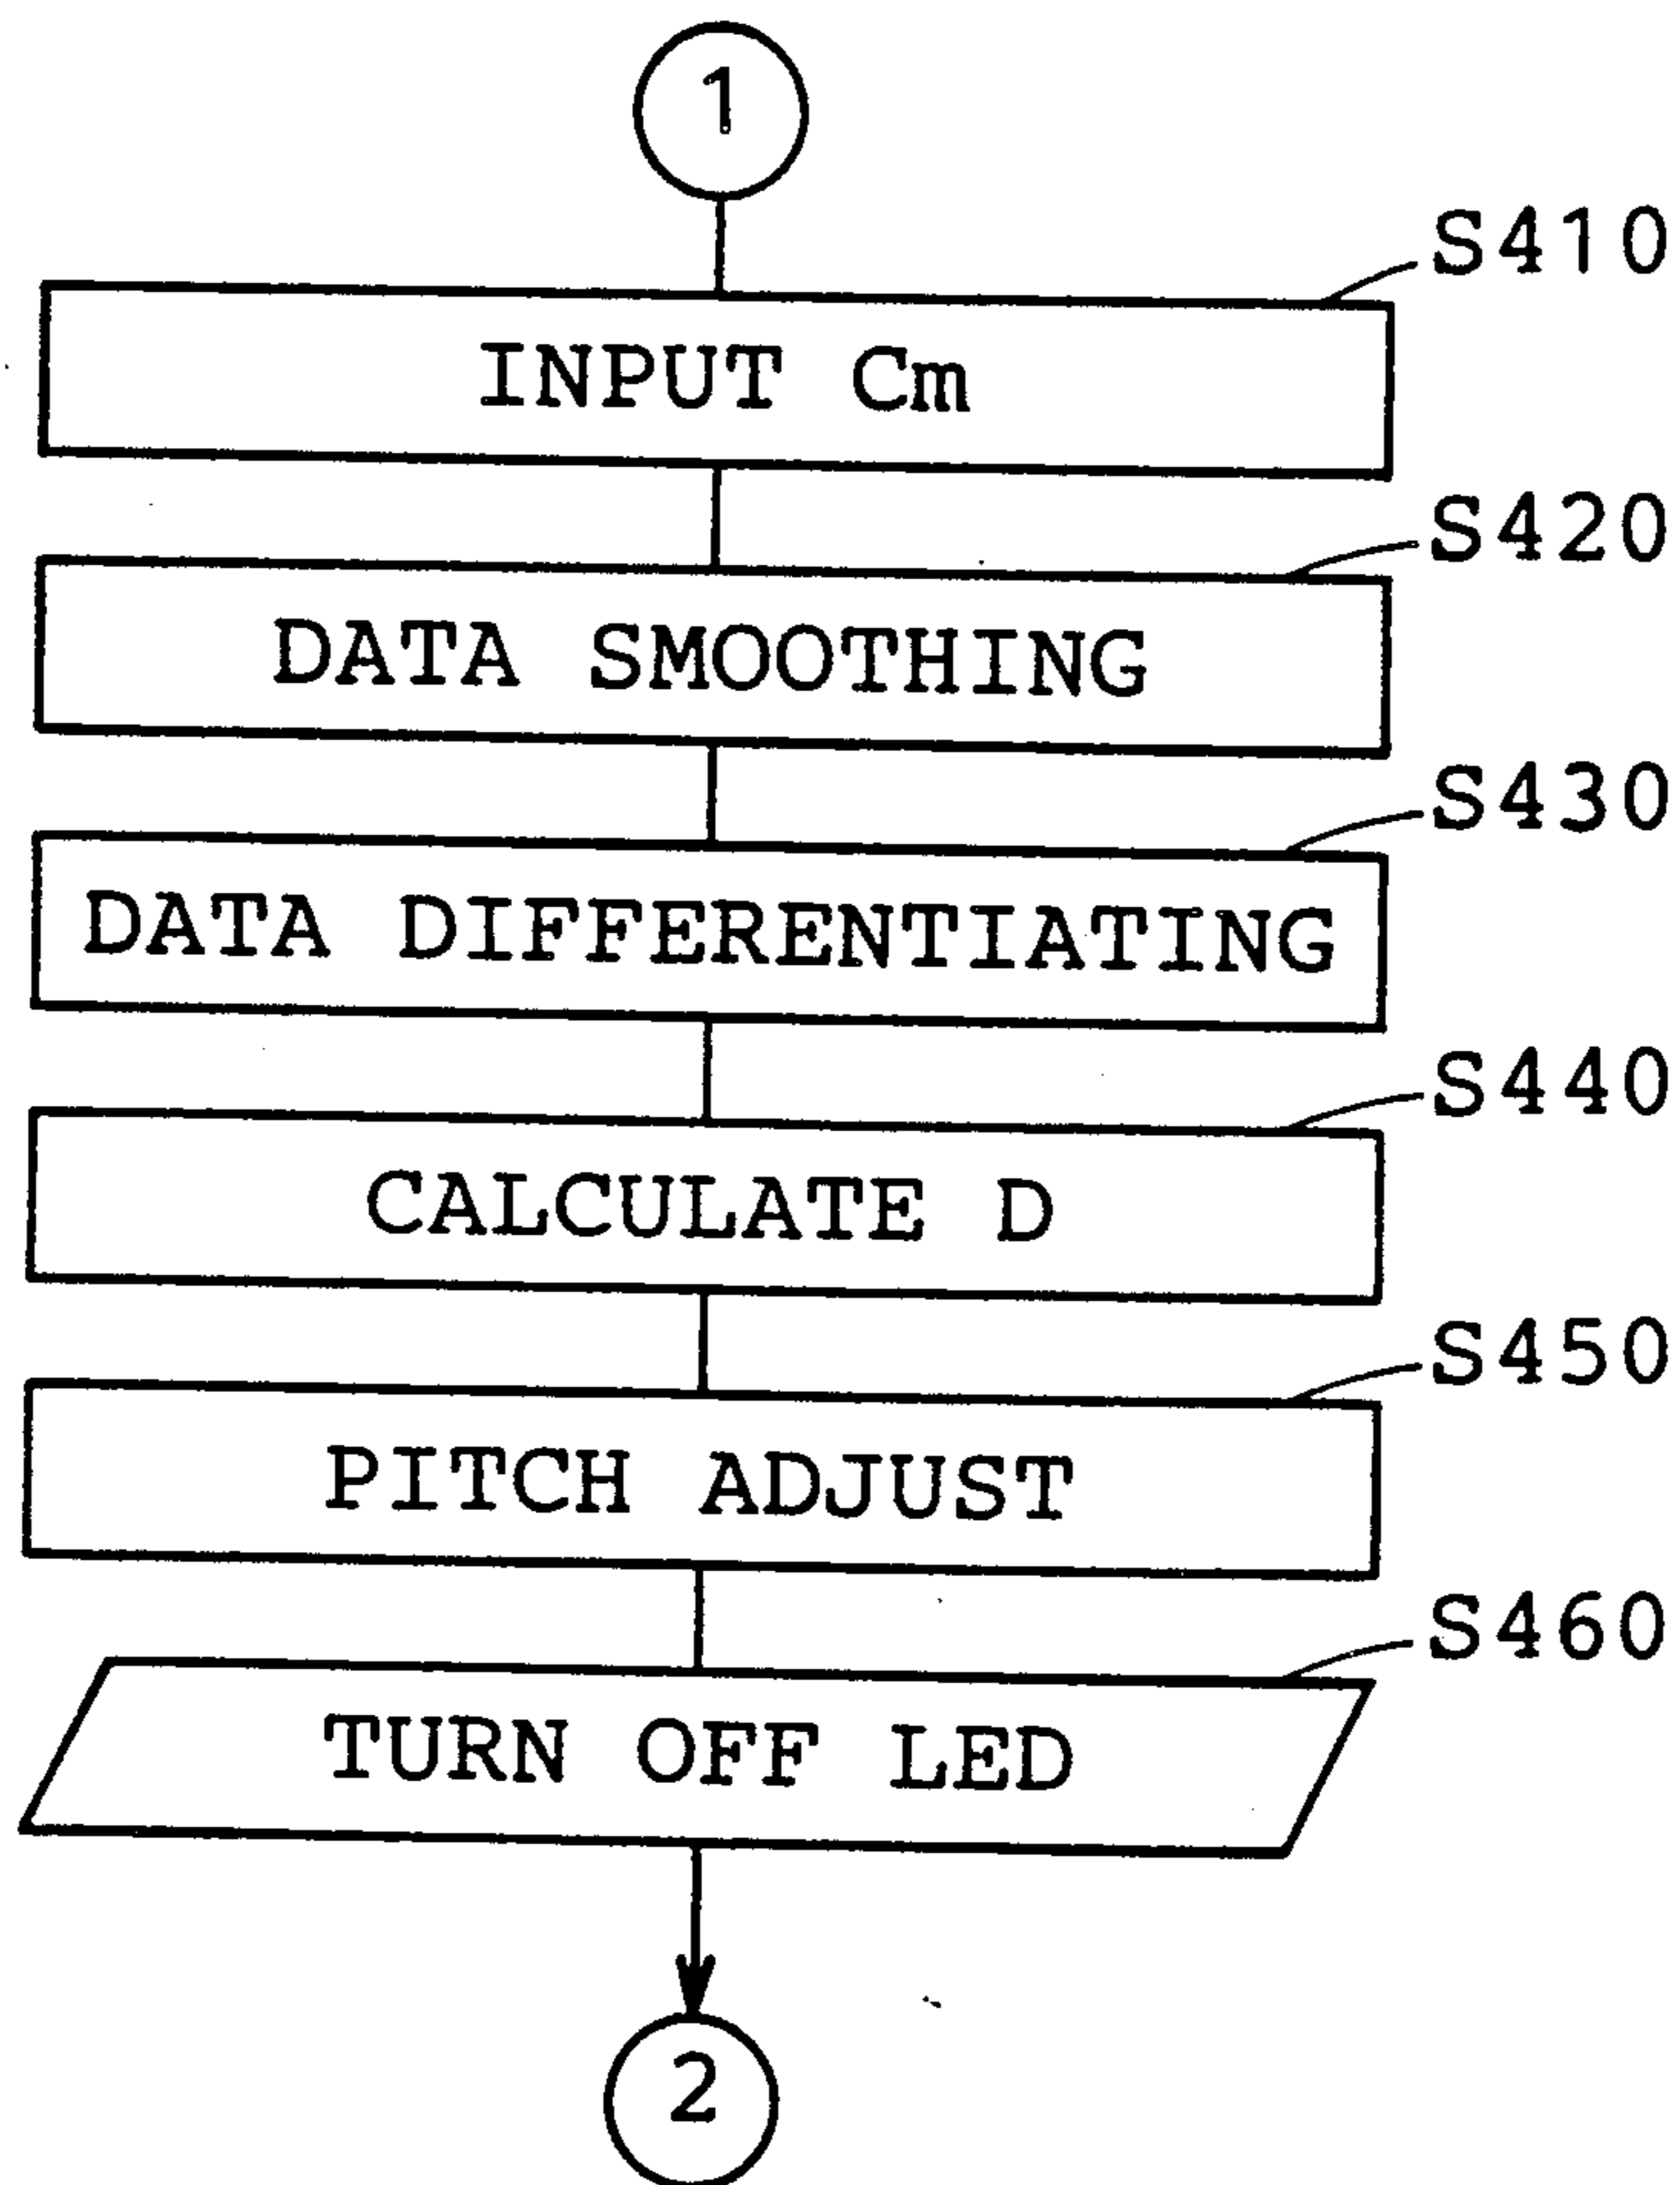 1
S410
INPUT Cm
S420
DATA SMOOTHING
S430
DATA DIFFERENTIATING
S440
CALCULATE D
S450
PITCH ADJUST
S460
TURN OFF LED
2